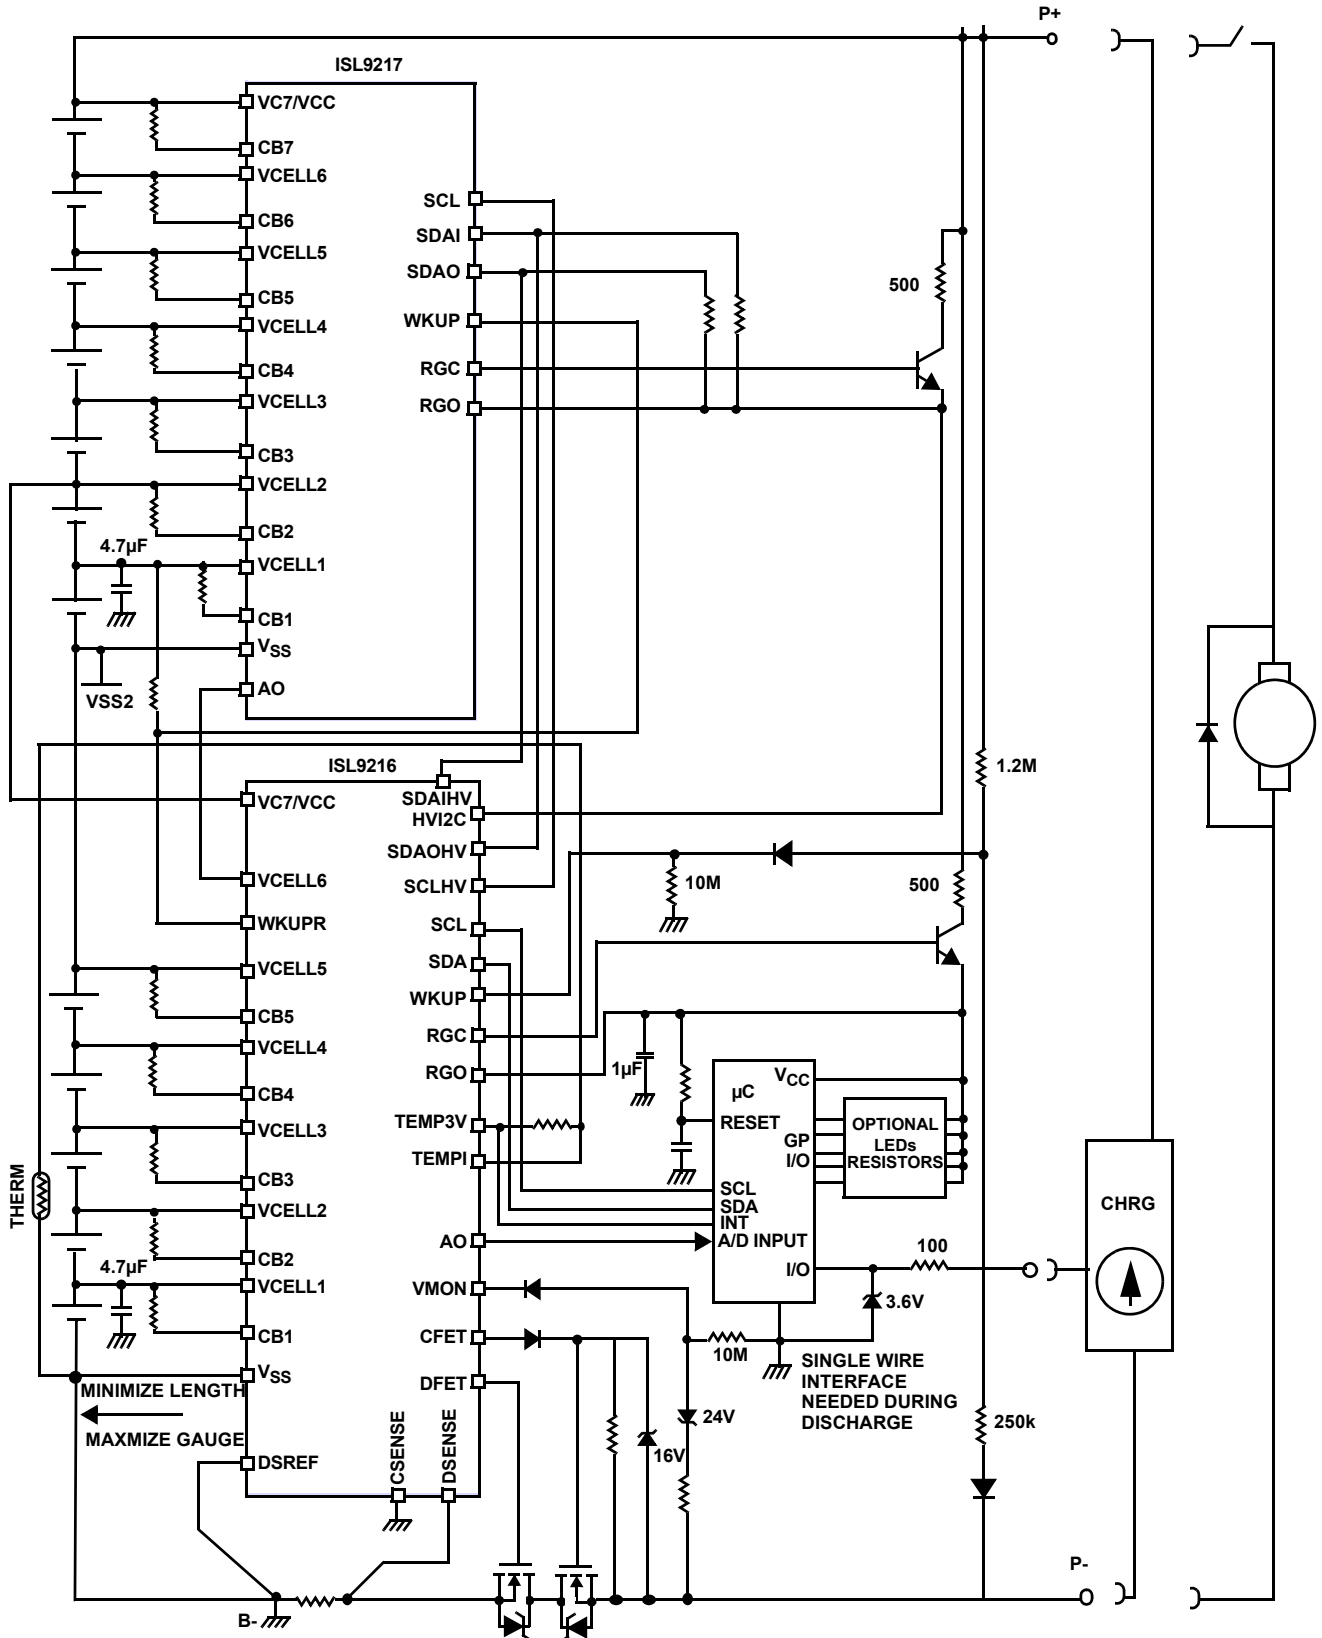 P+
ISL9217
VC7/VCC
CB7
VCELL6
CB6
VCELL5
CB5
VCELL4
CB4
VCELL3
CB3
VCELL2
CB2
4.7µF
VCELL1
CB1
VSS
VSS2
AO
SCL
SDAI
SDAO
WKUP
RGC
RGO
500
1.2M
ISL9216
VC7/VCC
VCELL6
WKUPR
VCELL5
CB5
VCELL4
CB4
VCELL3
CB3
VCELL2
CB2
4.7µF
VCELL1
CB1
VSS
THERM
MINIMIZE LENGTH
MAXMIZE GAUGE
DSREF
CSENSE
DSENSE
SDAIHV
HVI2C
SDAOHV
SCLHV
SCL
SDA
WKUP
RGC
RGO
TEMP3V
TEMPI
AO
VMON
CFET
DFET
10M
500
1µF
µC
VCC
RESET
GP
I/O
SCL
SDA
INT
A/D INPUT
I/O
OPTIONAL
LEDs
RESISTORS
100
3.6V
10M
SINGLE WIRE
INTERFACE
NEEDED DURING
DISCHARGE
24V
16V
250k
CHRG
P-
B-